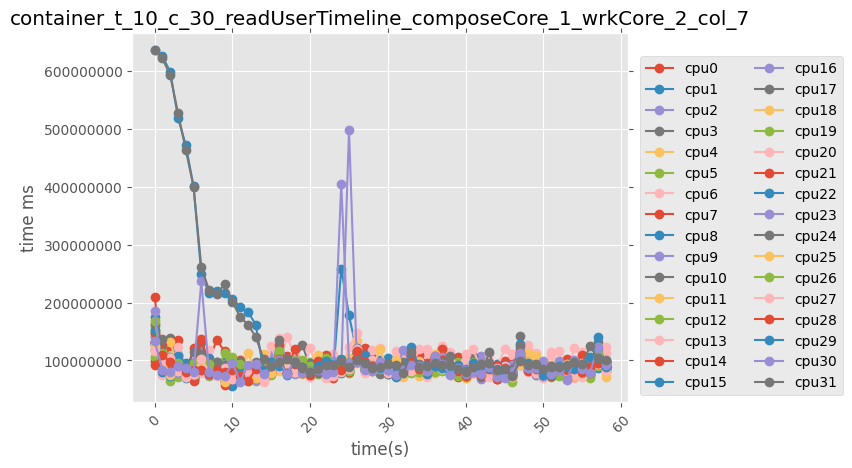 container_t_10_c_30_readUserTimeline_composeCore_1_wrkCore_2_col_7
time ms
600000000
500000000
400000000
300000000
200000000
100000000
0
10
20
30
40
50
60
time(s)
cpu0
cpu1
cpu2
cpu3
cpu4
cpu5
cpu6
cpu7
cpu8
cpu9
cpu10
cpu11
cpu12
cpu13
cpu14
cpu15
cpu16
cpu17
cpu18
cpu19
cpu20
cpu21
cpu22
cpu23
cpu24
cpu25
cpu26
cpu27
cpu28
cpu29
cpu30
cpu31